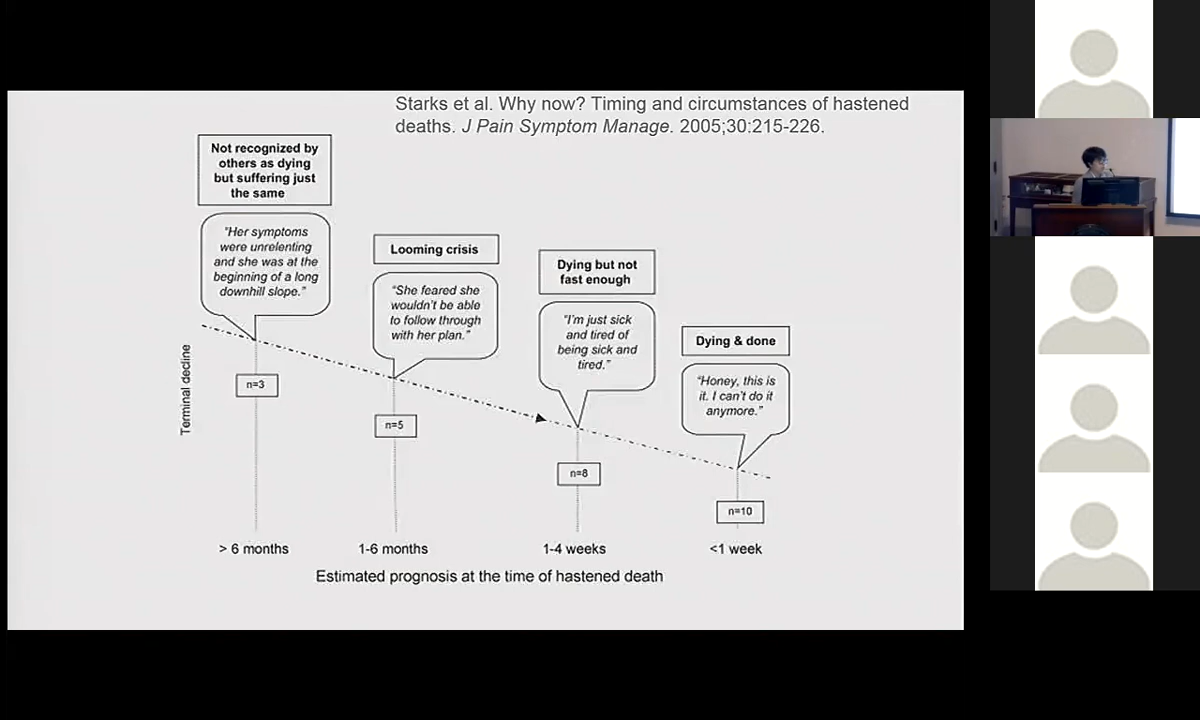 Starks et al. Why now? Timing and circumstances of hastened
deaths. J Pain Symptom Manage. 2005;30:215-226.
Not recognized by
others as dying
but suffering just
the same
"Her symptoms
were unrelenting
and she was at the
beginning of a long
downhill slope."
Looming crisis
"She feared she
wouldn't be able
to follow through
with her plan."
Dying but not
fast enough
"I'm just sick
and tired of
being sick and
tired."
Dying & done
"Honey, this is
it. I can't do it
anymore."
Terminal decline
n=3
n=5
n=8
n=10
> 6 months
1-6 months
1-4 weeks
<1 week
Estimated prognosis at the time of hastened death